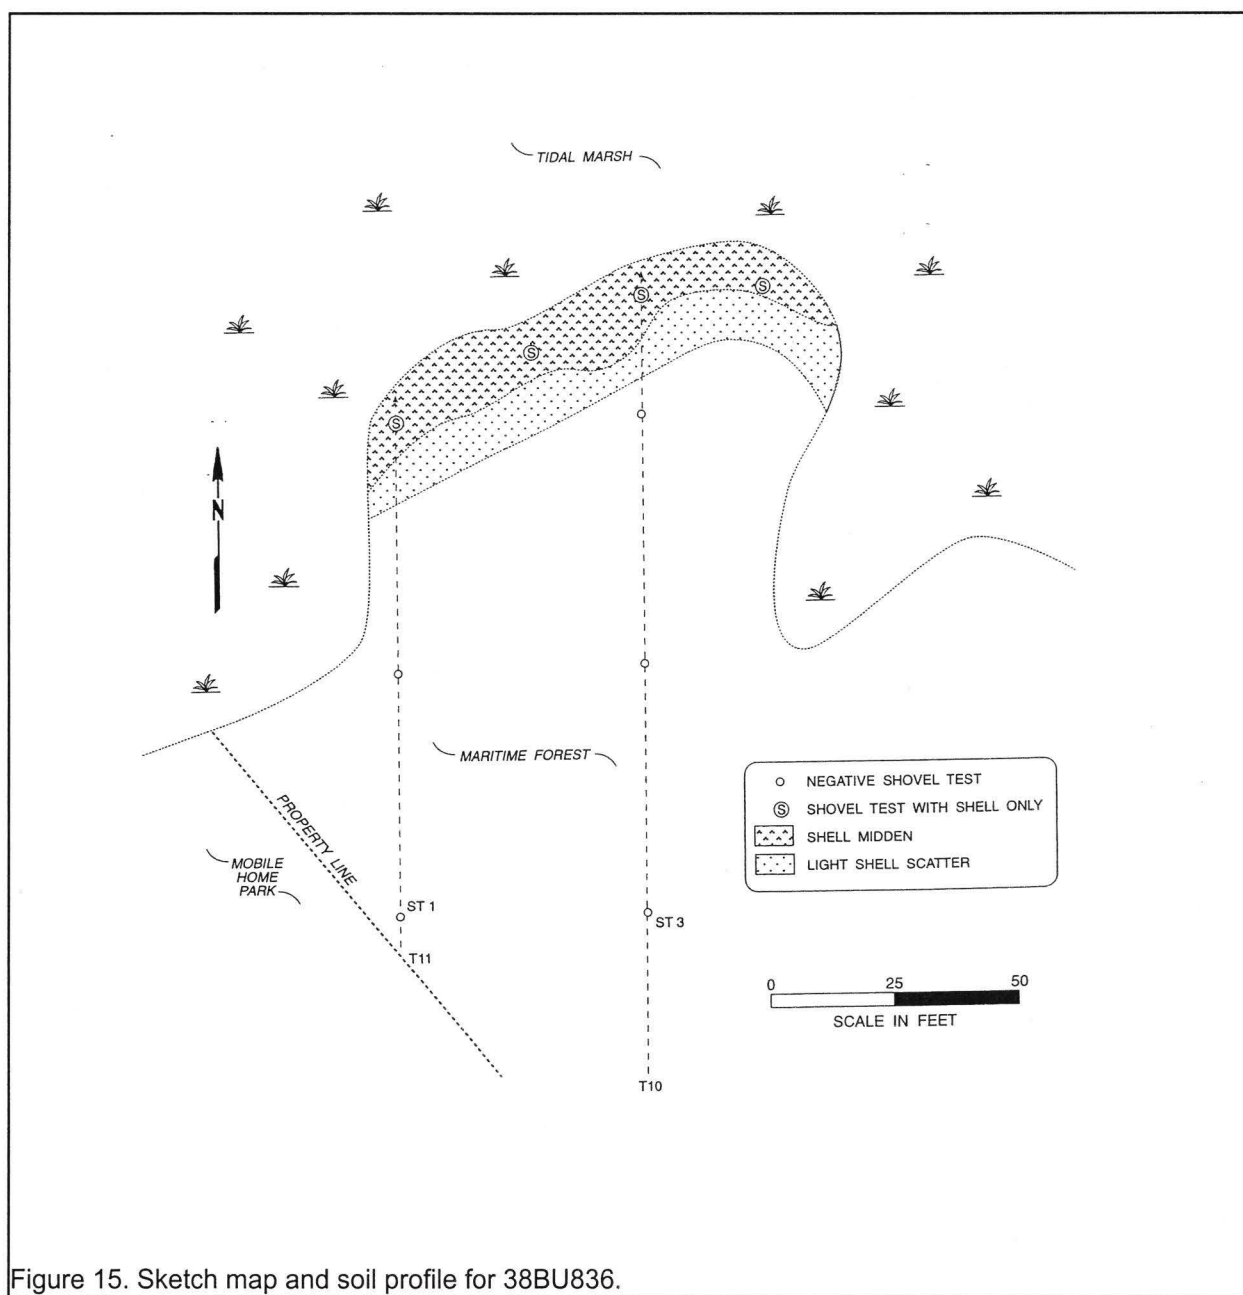 TIDAL MARSH
N
MARITIME FOREST
PROPERTY LINE
MOBILE
HOME
PARK
ST 1
T11
ST 3
T10
NEGATIVE SHOVEL TEST
S SHOVEL TEST WITH SHELL ONLY
SHELL MIDDEN
LIGHT SHELL SCATTER
0 25 50
SCALE IN FEET
S
S
S
S
Figure 15. Sketch map and soil profile for 38BU836.